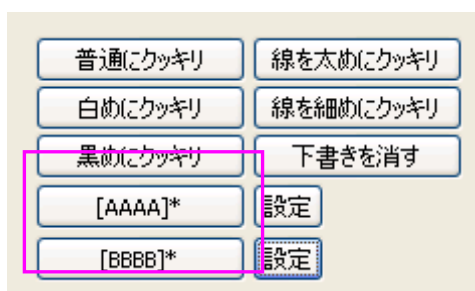 普通にクッキリ 線を太めにクッキリ
白めにクッキリ 線を細めにクッキリ
黒めにクッキリ 下書きを消す
[AAAA]* 設定
[BBBB]* 設定